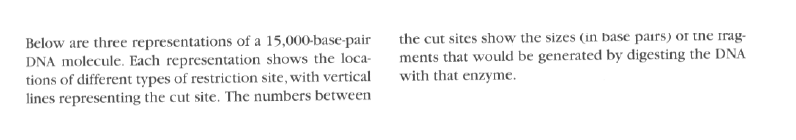 Below are three representations of a 15,000-base-pair
DNA molecule. Each representation shows the loca-
tions of different types of restriction site, with vertical
lines representing the cut site. The numbers between
the cut sites show the sizes (in base pairs) of the frag-
ments that would be generated by digesting the DNA
with that enzyme.